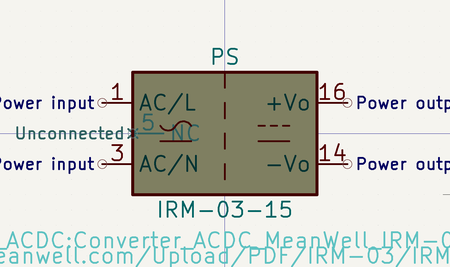 PS
1 AC/L +Vo 16
Power input Power outp
Unconnected 5 NC
Power input 3 AC/N -Vo 14 Power outp
IRM-03-15
_ACDC:Converter_ACDC_MeanWell_IRM-0
eanwell.com/Upload/PDF/IRM-03/IRM